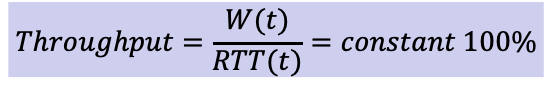 Throughput = W(t) / RTT(t) = constant 100%